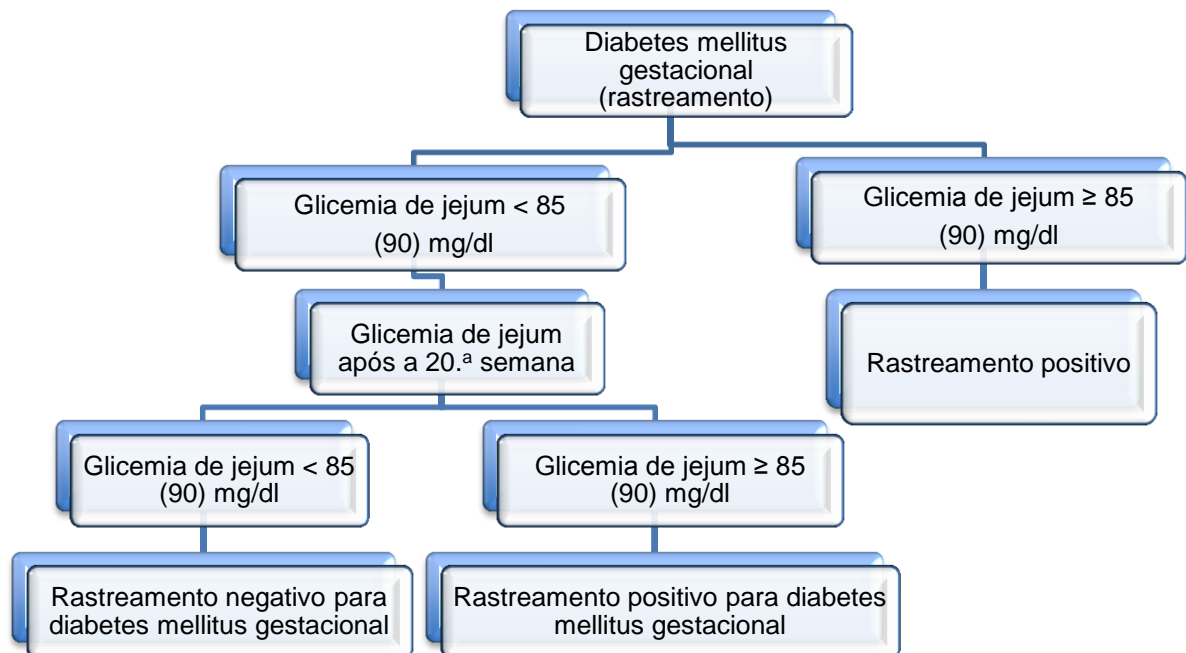 Diabetes mellitus
gestacional
(rastreamento)
Glicemia de jejum < 85
(90) mg/dl
Glicemia de jejum ≥ 85
(90) mg/dl
Glicemia de jejum
após a 20.ª semana
Rastreamento positivo
Glicemia de jejum < 85
(90) mg/dl
Glicemia de jejum ≥ 85
(90) mg/dl
Rastreamento negativo para
diabetes mellitus gestacional
Rastreamento positivo para diabetes
mellitus gestacional